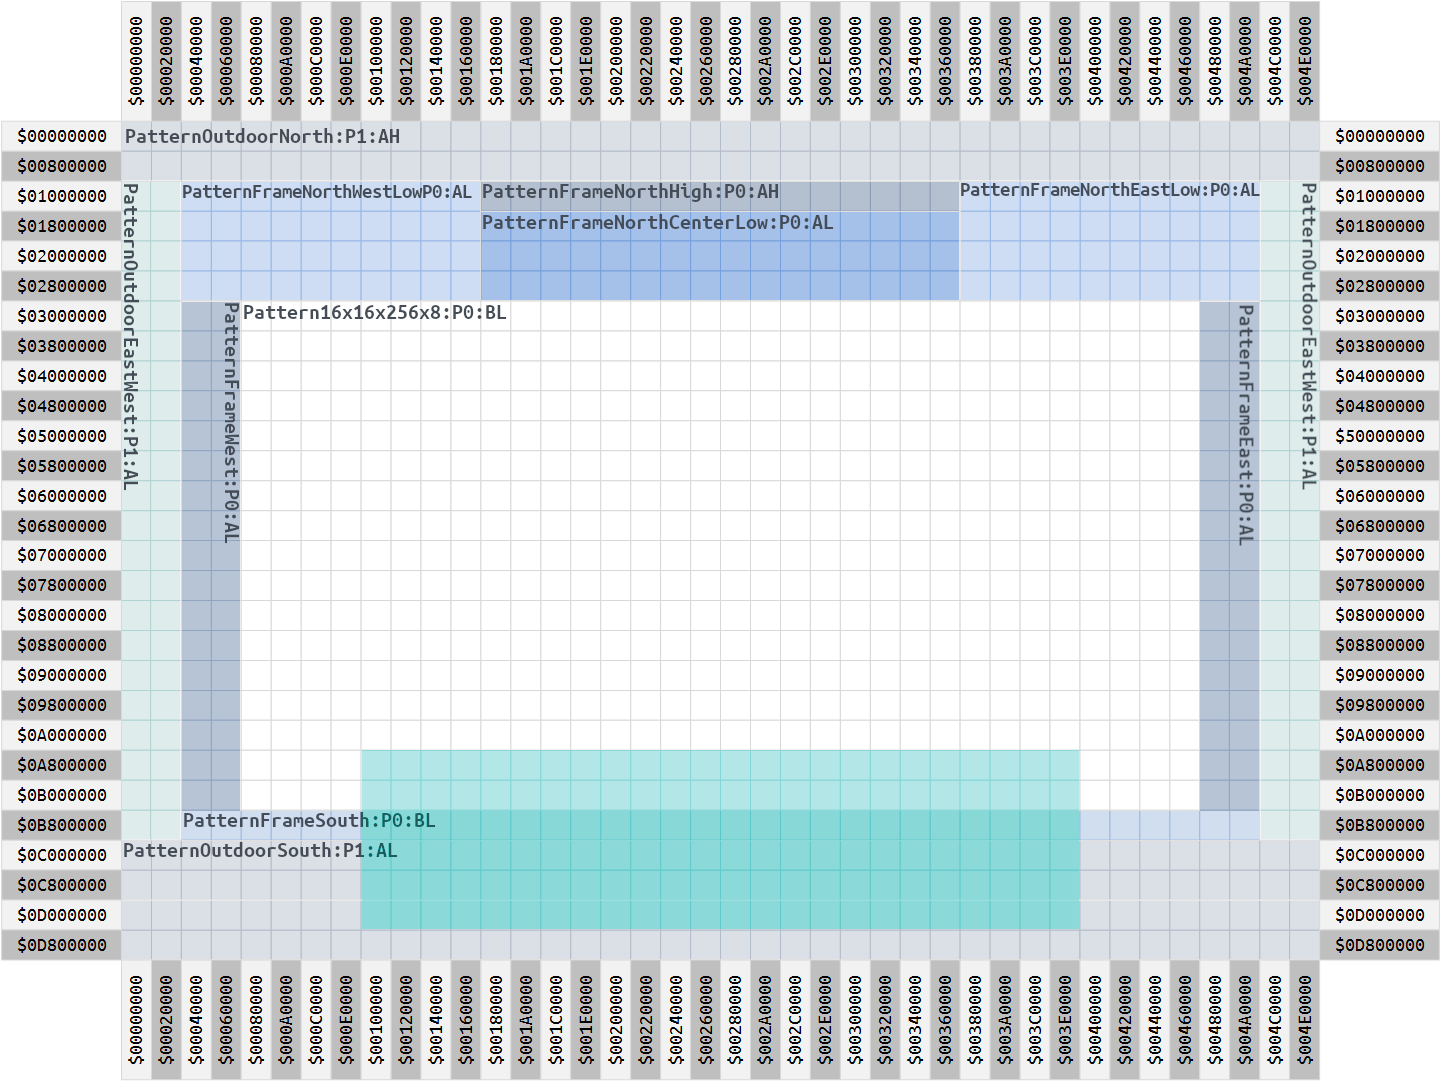 $00000000
$00020000
$00040000
$00060000
$00080000
$000A0000
$000C0000
$000E0000
$00100000
$00120000
$00140000
$00160000
$00180000
$001A0000
$001C0000
$001E0000
$00200000
$00220000
$00240000
$00260000
$00280000
$002A0000
$002C0000
$002E0000
$00300000
$00320000
$00340000
$00360000
$00380000
$003A0000
$003C0000
$003E0000
$00400000
$00420000
$00440000
$00460000
$00480000
$004A0000
$004C0000
$004E0000
$00000000 PatternOutdoorNorth:P1:AH $00000000
$00800000 $00800000
$01000000 PatternFrameNorthWestLowP0:AL PatternFrameNorthHigh:P0:AH PatternFrameNorthEastLow:P0:AL $01000000
$01800000 PatternFrameNorthCenterLow:P0:AL $01800000
$02000000 $02000000
$02800000 $02800000
PatternOutdoorEastWest:P1:AL
PatternFrameWest:P0:AL
PatternFrameEast:P0:AL
PatternOutdoorEastWest:P1:AL
$03000000 Pattern16x16x256x8:P0:BL $03000000
$03800000 $03800000
$04000000 $04000000
$04800000 $04800000
$05000000 $50000000
$05800000 $05800000
$06000000 $06000000
$06800000 $06800000
$07000000 $07000000
$07800000 $07800000
$08000000 $08000000
$08800000 $08800000
$09000000 $09000000
$09800000 $09800000
$0A000000 $0A000000
$0A800000 $0A800000
$0B000000 $0B000000
$0B800000 PatternFrameSouth:P0:BL $0B800000
$0C000000 PatternOutdoorSouth:P1:AL $0C000000
$0C800000 $0C800000
$0D000000 $0D000000
$0D800000 $0D800000
$00000000
$00020000
$00040000
$00060000
$00080000
$000A0000
$000C0000
$000E0000
$00100000
$00120000
$00140000
$00160000
$00180000
$001A0000
$001C0000
$001E0000
$00200000
$00220000
$00240000
$00260000
$00280000
$002A0000
$002C0000
$002E0000
$00300000
$00320000
$00340000
$00360000
$00380000
$003A0000
$003C0000
$003E0000
$00400000
$00420000
$00440000
$00460000
$00480000
$004A0000
$004C0000
$004E0000